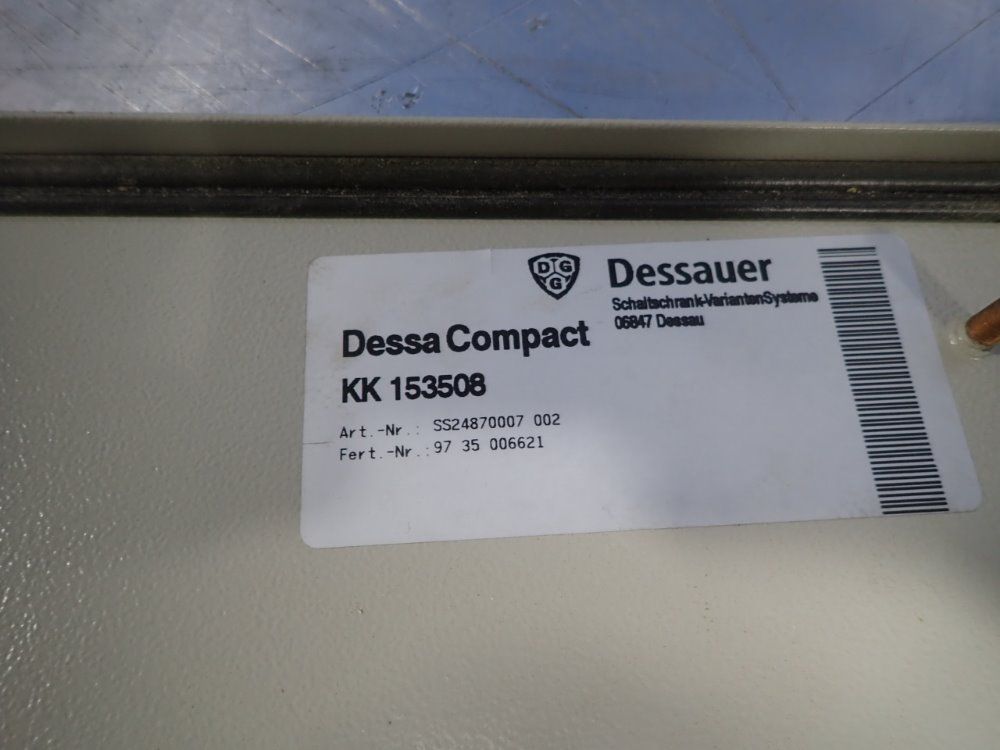 DGG
Dessauer
Schaltschrank-VariantenSysteme
06847 Dessau
Dessa Compact
KK 153508
Art.-Nr.: SS24870007 002
Fert.-Nr.:97 35 006621